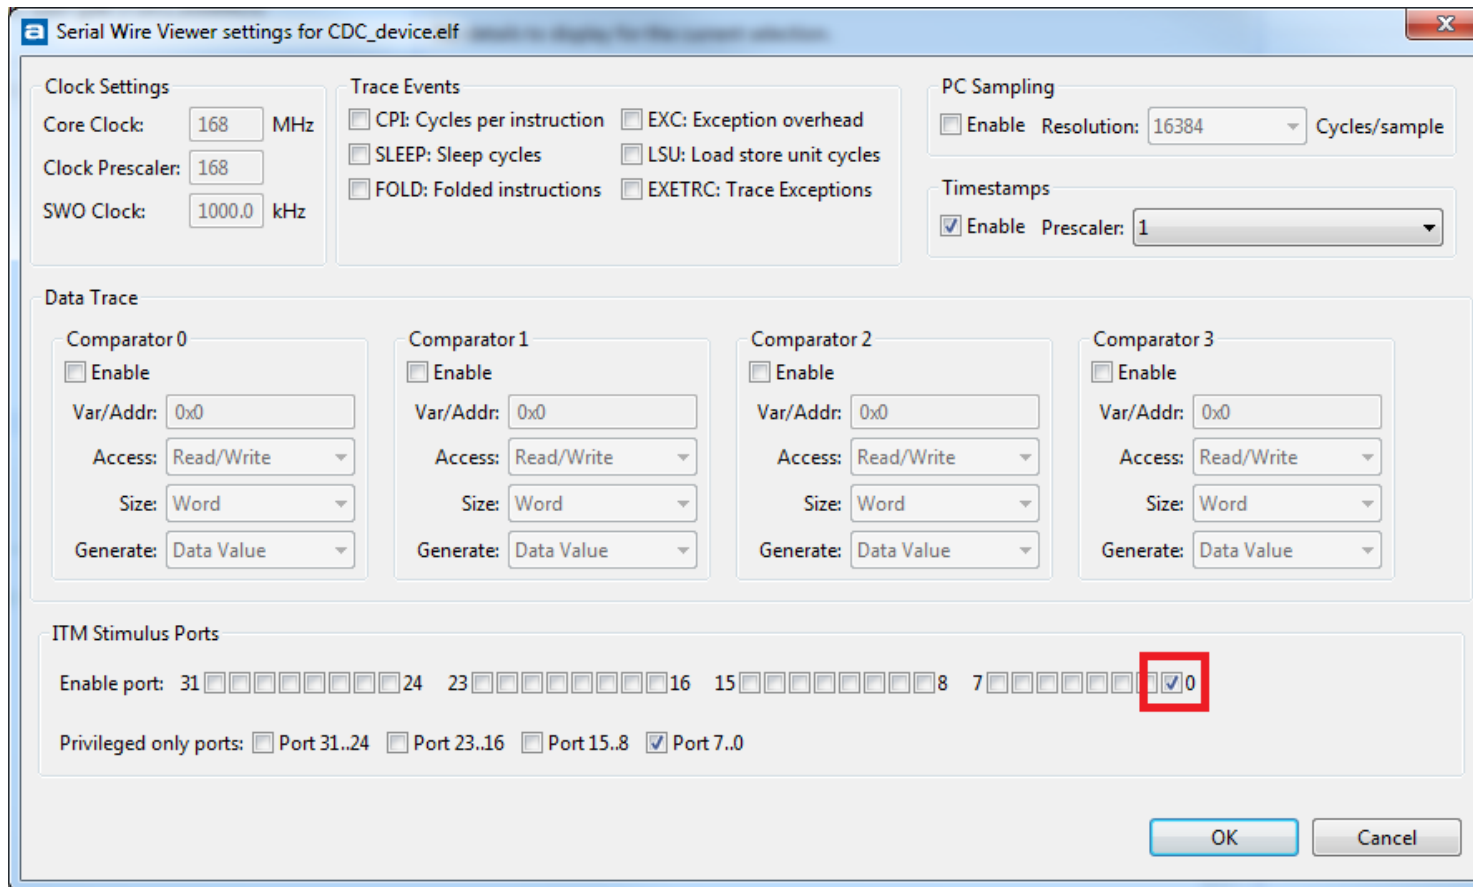 Serial Wire Viewer settings for CDC_device.elf details to display for the current selection.
Clock Settings
Core Clock: 168 MHz
Clock Prescaler: 168
SWO Clock: 1000.0 kHz
Trace Events
CPI: Cycles per instruction EXC: Exception overhead
SLEEP: Sleep cycles LSU: Load store unit cycles
FOLD: Folded instructions EXETRC: Trace Exceptions
PC Sampling
Enable Resolution: 16384 Cycles/sample
Timestamps
Enable Prescaler: 1
Data Trace
Comparator 0
Enable
Var/Addr: 0x0
Access: Read/Write
Size: Word
Generate: Data Value
Comparator 1
Enable
Var/Addr: 0x0
Access: Read/Write
Size: Word
Generate: Data Value
Comparator 2
Enable
Var/Addr: 0x0
Access: Read/Write
Size: Word
Generate: Data Value
Comparator 3
Enable
Var/Addr: 0x0
Access: Read/Write
Size: Word
Generate: Data Value
ITM Stimulus Ports
Enable port: 31 24 23 16 15 8 7 0
Privileged only ports: Port 31..24 Port 23..16 Port 15..8 Port 7..0
OK Cancel